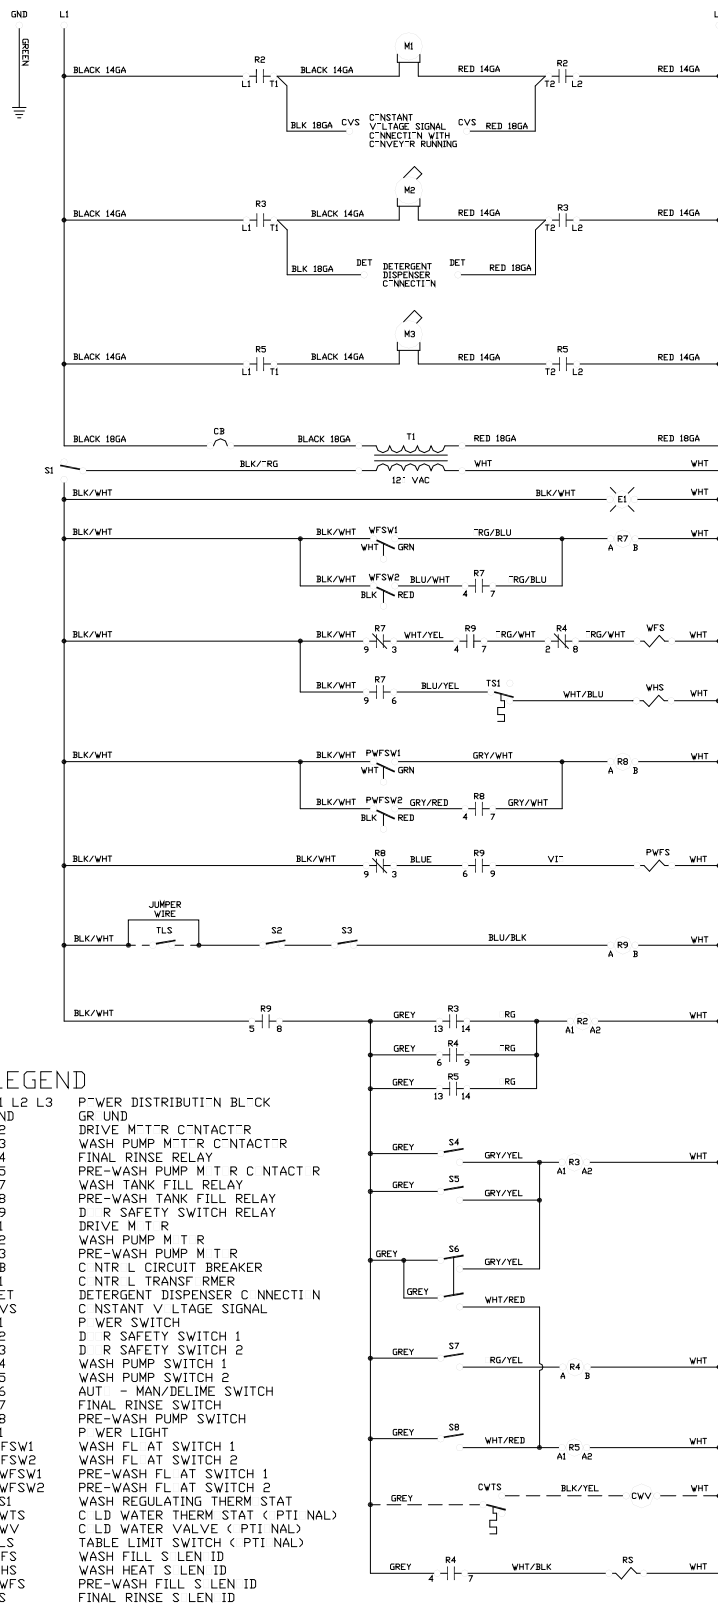 GND L1 L
GREEN
M1
BLACK 14GA R2 BLACK 14GA RED 14GA R2 RED 14GA
L1 T1 T2 L2
BLK 18GA CVS C¯NSTANT CVS RED 18GA
V¯LTAGE SIGNAL
C¯NNECTI¯N WITH
C¯NVEY¯R RUNNING
M2
BLACK 14GA R3 BLACK 14GA RED 14GA R3 RED 14GA
L1 T1 T2 L2
BLK 18GA DET DETERGENT DET RED 18GA
DISPENSER
C¯NNECTI¯N
M3
BLACK 14GA R5 BLACK 14GA RED 14GA R5 RED 14GA
L1 T1 T2 L2
BLACK 18GA CB BLACK 18GA T1 RED 18GA RED 18GA
S1 BLK/¯RG WHT WHT
12¯ VAC
BLK/WHT BLK/WHT E1 WHT
BLK/WHT BLK/WHT WFSW1 ¯RG/BLU R7 WHT
WHT GRN A B
BLK/WHT WFSW2 BLU/WHT R7 ¯RG/BLU
BLK RED 4 7
BLK/WHT BLK/WHT R7 WHT/YEL R9 ¯RG/WHT R4 ¯RG/WHT WFS WHT
9 3 4 7 2 8
BLK/WHT R7 BLU/YEL TS1 WHT/BLU WHS WHT
9 6
BLK/WHT BLK/WHT PWFSW1 GRY/WHT R8 WHT
WHT GRN A B
BLK/WHT PWFSW2 GRY/RED R8 GRY/WHT
BLK RED 4 7
BLK/WHT BLK/WHT R8 BLUE R9 VI¯ PWFS WHT
9 3 6 9
JUMPER
WIRE
BLK/WHT TLS S2 S3 BLU/BLK R9 WHT
A B
BLK/WHT R9 GREY R3 RG R2 WHT
5 8 13 14 A1 A2
GREY R4 ¯RG
6 9
GREY R5 RG
13 14
GREY S4 GRY/YEL R3 WHT
A1 A2
GREY S5 GRY/YEL
GREY S6 GRY/YEL
GREY WHT/RED
GREY S7 RG/YEL R4 WHT
A B
GREY S8 WHT/RED R5 WHT
A1 A2
GREY CWTS BLK/YEL CWV WHT
GREY R4 WHT/BLK RS WHT
4 7
EGEND
1 L2 L3 P¯WER DISTRIBUTI¯N BL¯CK
ND GR UND
2 DRIVE M¯T¯R C¯NTACT¯R
3 WASH PUMP M¯T¯R C¯NTACT¯R
4 FINAL RINSE RELAY
5 PRE-WASH PUMP M T R C NTACT R
7 WASH TANK FILL RELAY
8 PRE-WASH TANK FILL RELAY
9 D R SAFETY SWITCH RELAY
1 DRIVE M T R
2 WASH PUMP M T R
3 PRE-WASH PUMP M T R
B C NTR L CIRCUIT BREAKER
1 C NTR L TRANSF RMER
ET DETERGENT DISPENSER C NNECTI N
VS C NSTANT V LTAGE SIGNAL
1 P WER SWITCH
2 D R SAFETY SWITCH 1
3 D R SAFETY SWITCH 2
4 WASH PUMP SWITCH 1
5 WASH PUMP SWITCH 2
6 AUT - MAN/DELIME SWITCH
7 FINAL RINSE SWITCH
8 PRE-WASH PUMP SWITCH
1 P WER LIGHT
FSW1 WASH FL AT SWITCH 1
FSW2 WASH FL AT SWITCH 2
WFSW1 PRE-WASH FL AT SWITCH 1
WFSW2 PRE-WASH FL AT SWITCH 2
S1 WASH REGULATING THERM STAT
WTS C LD WATER THERM STAT ( PTI NAL)
WV C LD WATER VALVE ( PTI NAL)
LS TABLE LIMIT SWITCH ( PTI NAL)
FS WASH FILL S LEN ID
HS WASH HEAT S LEN ID
WFS PRE-WASH FILL S LEN ID
S FINAL RINSE S LEN ID